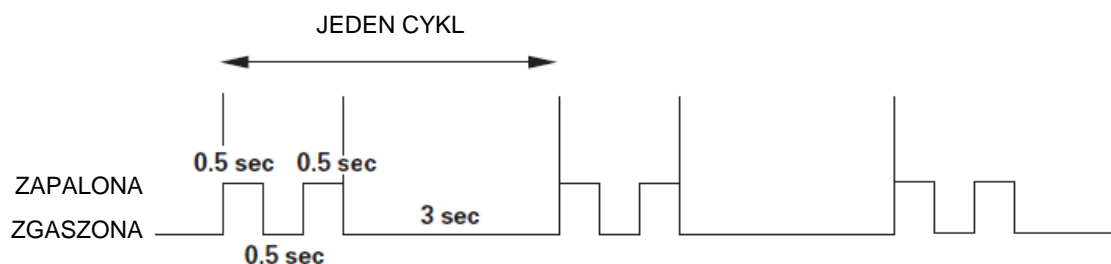 JEDEN CYKL
0.5 sec 0.5 sec
ZAPALONA
3 sec
ZGASZONA
0.5 sec